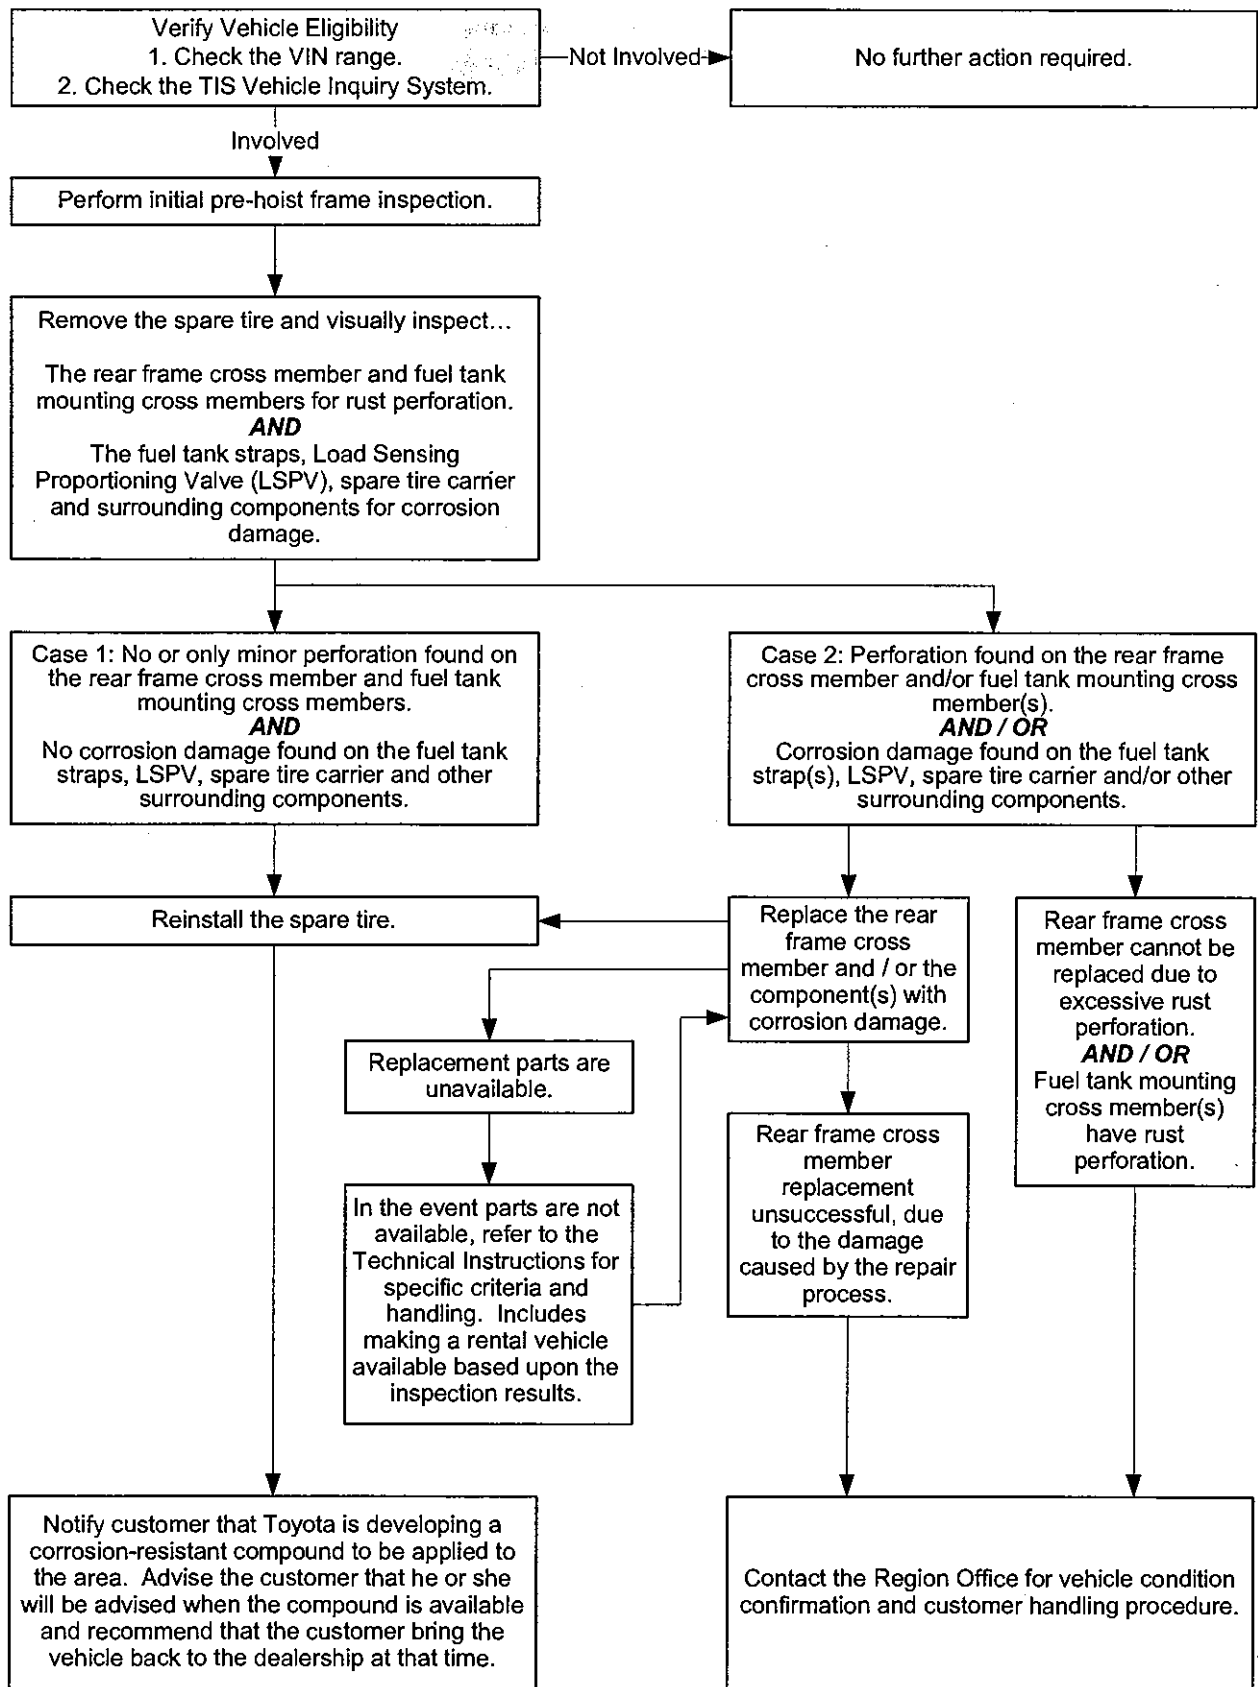 Verify Vehicle Eligibility
1. Check the VIN range.
2. Check the TIS Vehicle Inquiry System.
Not Involved
No further action required.
Involved
Perform initial pre-hoist frame inspection.
Remove the spare tire and visually inspect...
The rear frame cross member and fuel tank
mounting cross members for rust perforation.
AND
The fuel tank straps, Load Sensing
Proportioning Valve (LSPV), spare tire carrier
and surrounding components for corrosion
damage.
Case 1: No or only minor perforation found on
the rear frame cross member and fuel tank
mounting cross members.
AND
No corrosion damage found on the fuel tank
straps, LSPV, spare tire carrier and other
surrounding components.
Case 2: Perforation found on the rear frame
cross member and/or fuel tank mounting cross
member(s).
AND / OR
Corrosion damage found on the fuel tank
strap(s), LSPV, spare tire carrier and/or other
surrounding components.
Reinstall the spare tire.
Replace the rear
frame cross
member and / or the
component(s) with
corrosion damage.
Rear frame cross
member cannot be
replaced due to
excessive rust
perforation.
AND / OR
Fuel tank mounting
cross member(s)
have rust
perforation.
Replacement parts are
unavailable.
In the event parts are not
available, refer to the
Technical Instructions for
specific criteria and
handling.  Includes
making a rental vehicle
available based upon the
inspection results.
Rear frame cross
member
replacement
unsuccessful, due
to the damage
caused by the repair
process.
Notify customer that Toyota is developing a
corrosion-resistant compound to be applied to
the area.  Advise the customer that he or she
will be advised when the compound is available
and recommend that the customer bring the
vehicle back to the dealership at that time.
Contact the Region Office for vehicle condition
confirmation and customer handling procedure.